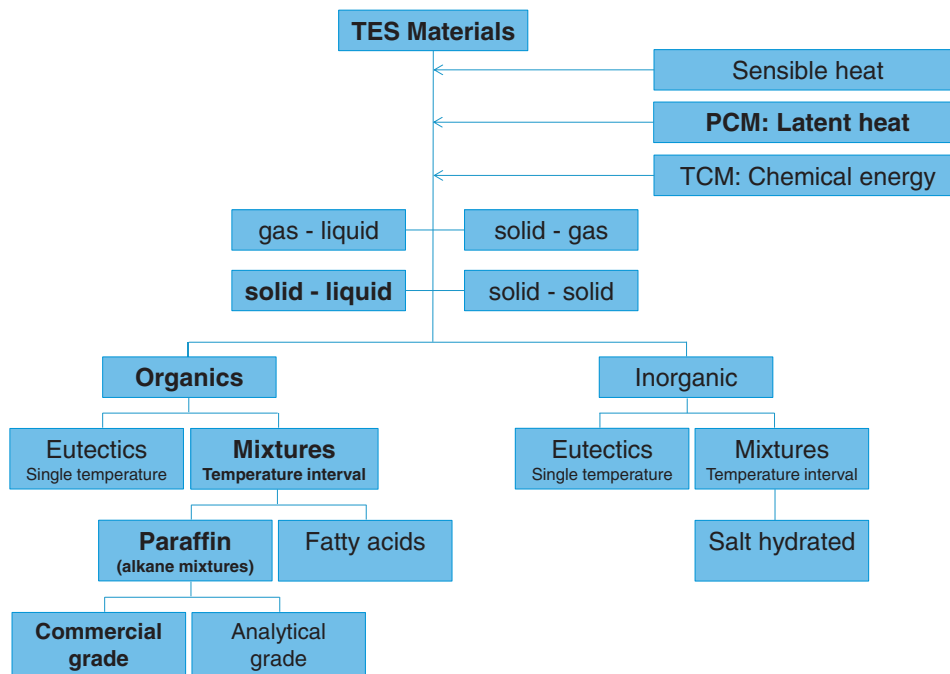 TES Materials
Sensible heat
PCM: Latent heat
TCM: Chemical energy
gas - liquid
solid - gas
solid - liquid
solid - solid
Organics
Inorganic
Eutectics
Single temperature
Mixtures
Temperature interval
Eutectics
Single temperature
Mixtures
Temperature interval
Paraffin
(alkane mixtures)
Fatty acids
Salt hydrated
Commercial
grade
Analytical
grade